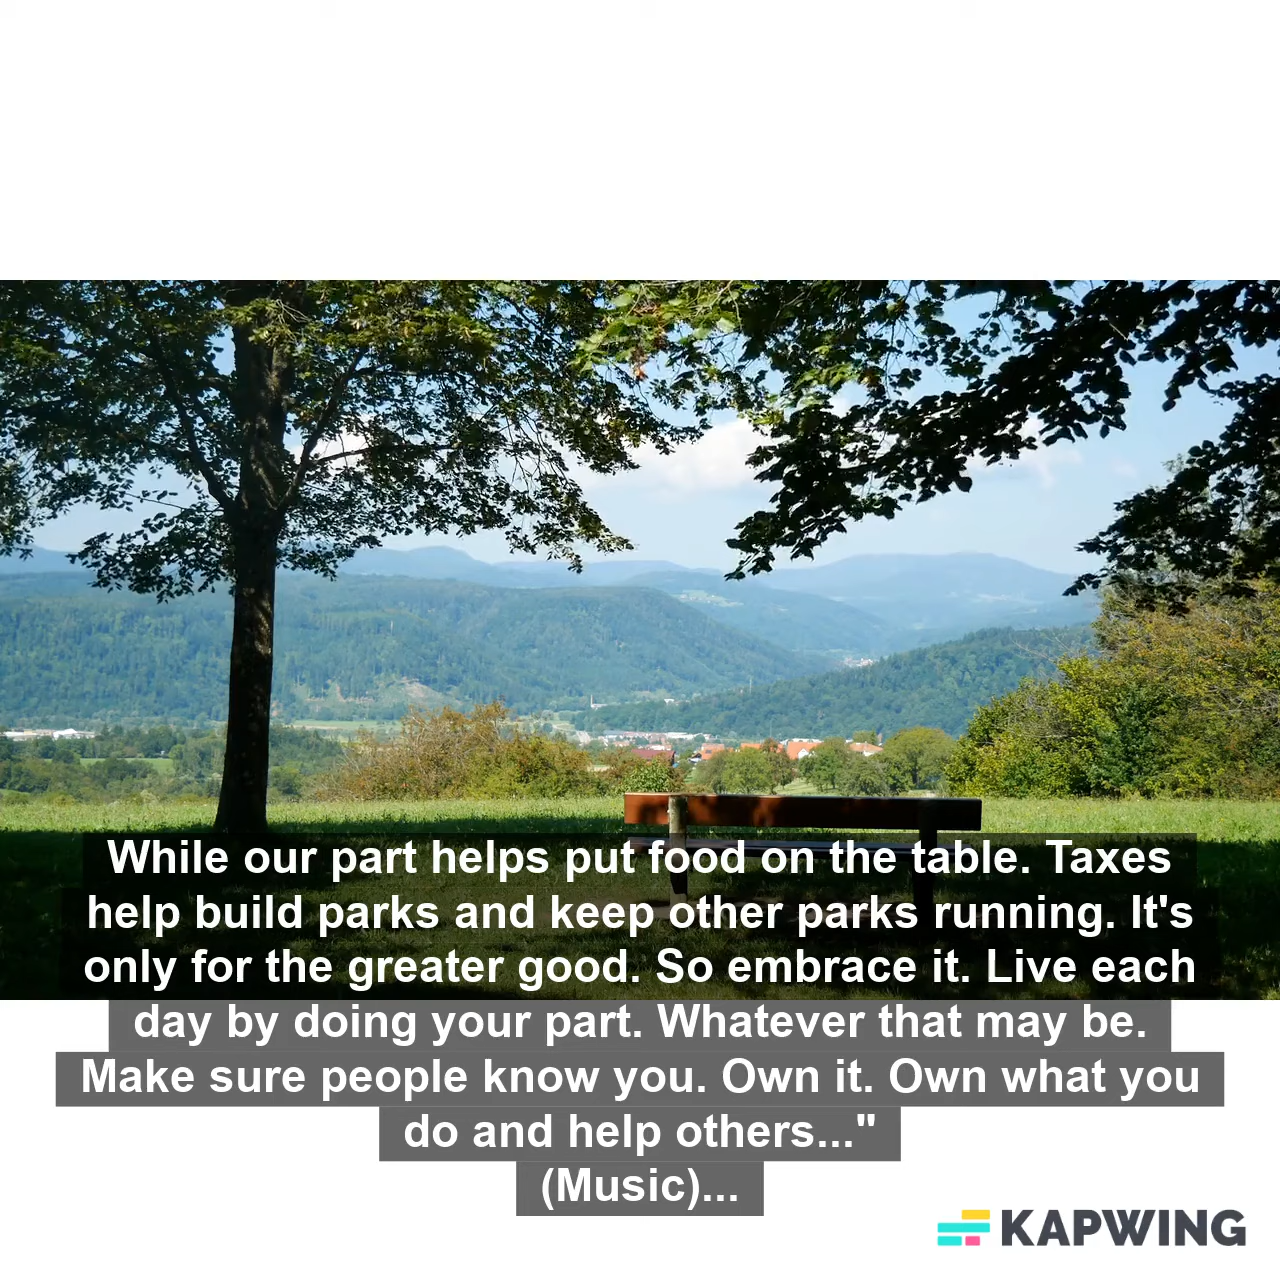 While our part helps put food on the table. Taxes
help build parks and keep other parks running. It's
only for the greater good. So embrace it. Live each
day by doing your part. Whatever that may be.
Make sure people know you. Own it. Own what you
do and help others..."
(Music)...
KAPWING